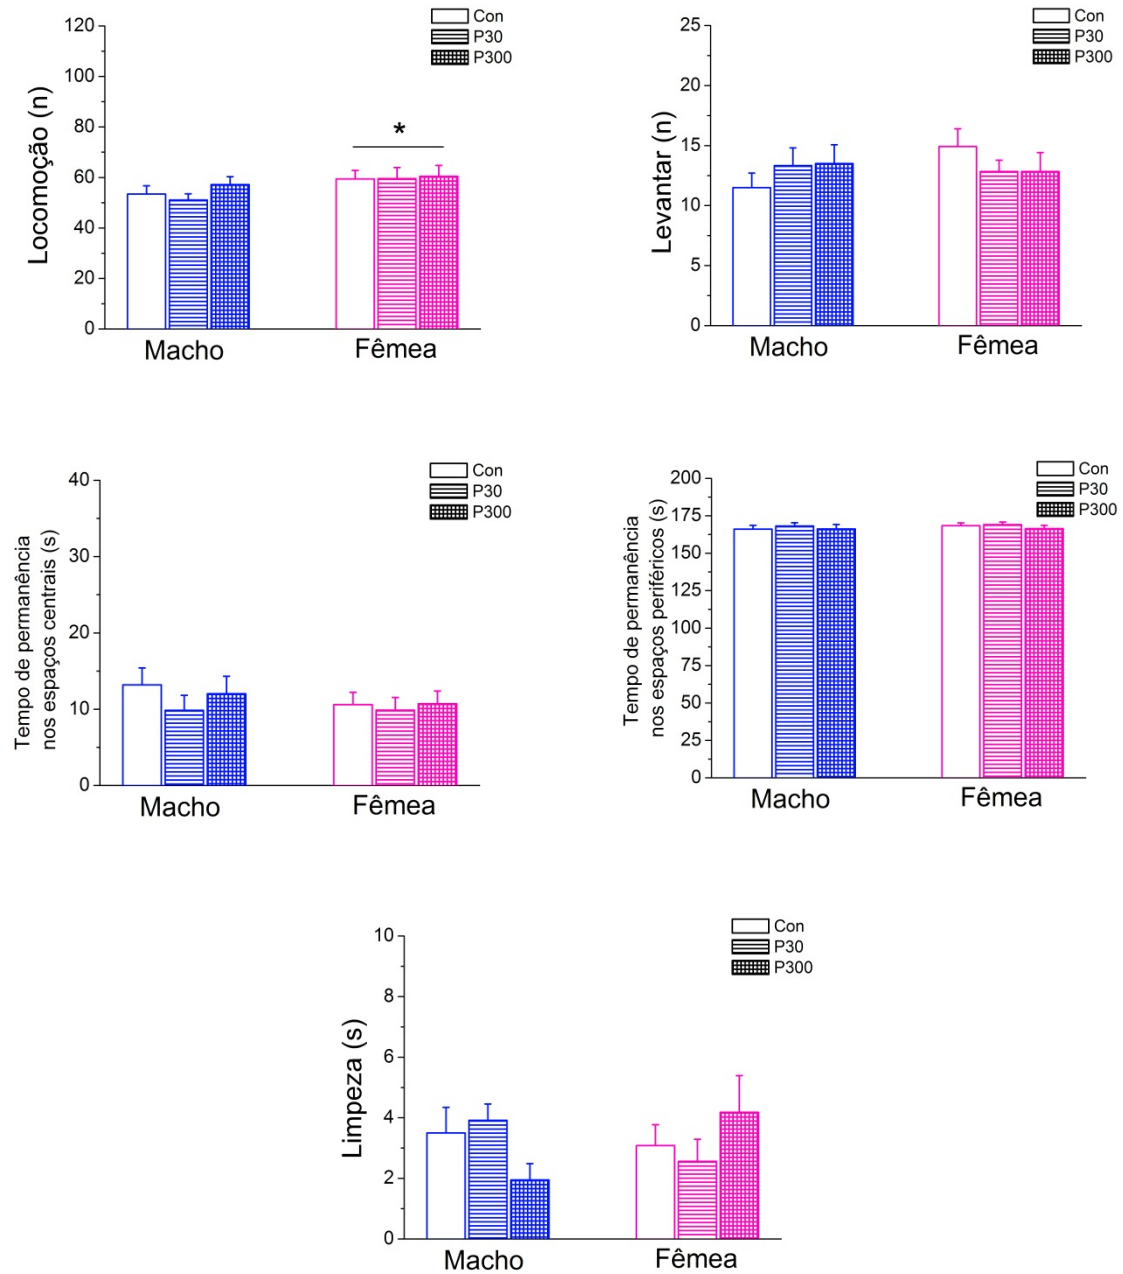 Con
P30
P300
120
100
80
60
40
20
0
Locomoção (n)
*
Macho
Fêmea
Con
P30
P300
25
20
15
10
5
0
Levantar (n)
Macho
Fêmea
Con
P30
P300
40
30
20
10
0
Tempo de permanência
nos espaços centrais (s)
Macho
Fêmea
Con
P30
P300
200
175
150
125
100
75
50
25
0
Tempo de permanência
nos espaços periféricos (s)
Macho
Fêmea
Con
P30
P300
10
8
6
4
2
0
Limpeza (s)
Macho
Fêmea